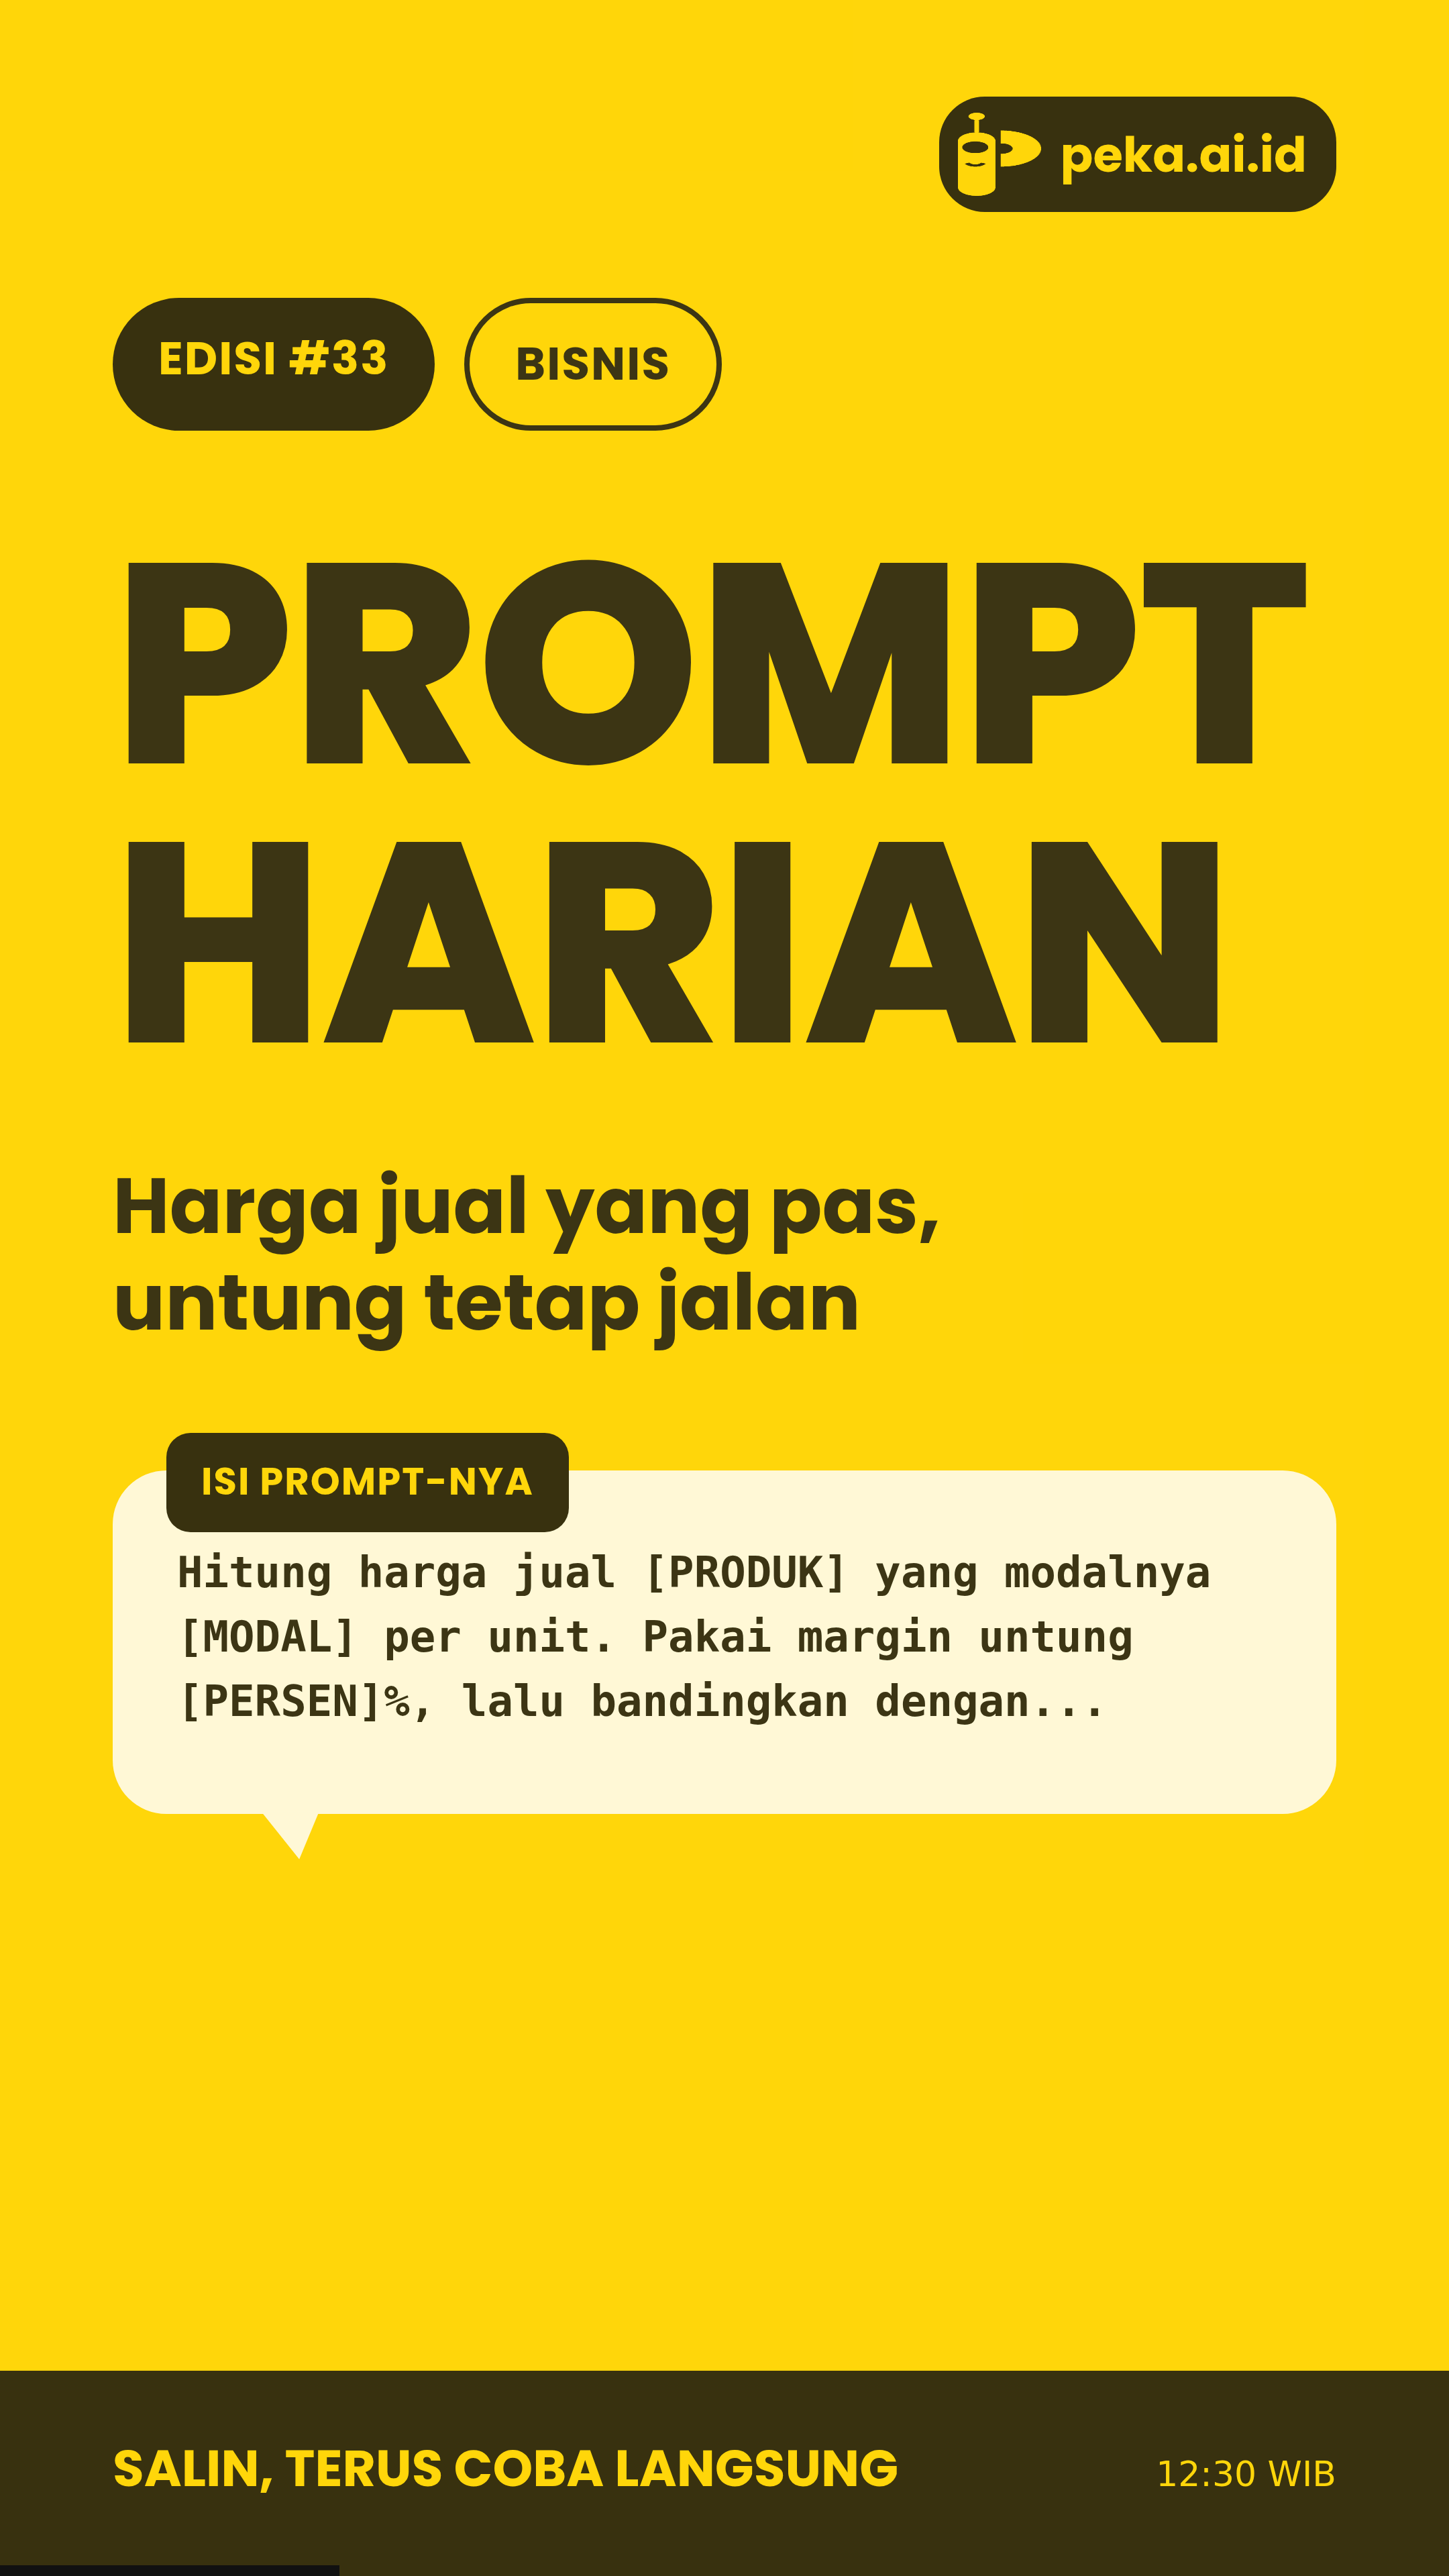 peka.ai.id
EDISI #33
BISNIS
PROMPT
HARIAN
Harga jual yang pas,
untung tetap jalan
ISI PROMPT-NYA
Hitung harga jual [PRODUK] yang modalnya
[MODAL] per unit. Pakai margin untung
[PERSEN]%, lalu bandingkan dengan...
SALIN, TERUS COBA LANGSUNG
12:30 WIB